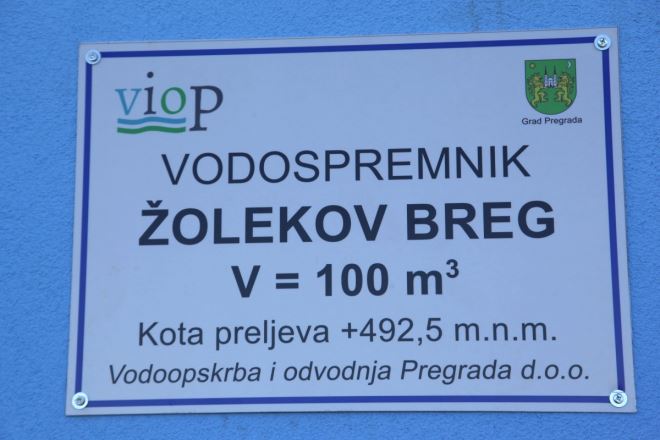 viop
Grad Pregrada
VODOSPREMNIK
ŽOLEKOV BREG
V = 100 m³
Kota preljeva +492,5 m.n.m.
Vodoopskrba i odvodnja Pregrada d.o.o.